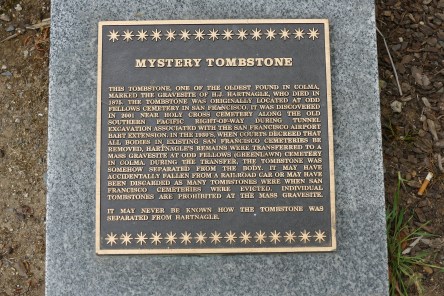 MYSTERY TOMBSTONE
THIS TOMBSTONE, ONE OF THE OLDEST FOUND IN COLMA,
MARKED THE GRAVESITE OF H.J. HARTNAGLE, WHO DIED IN
1875. THE TOMBSTONE WAS ORIGINALLY LOCATED AT ODD
FELLOWS CEMETERY IN SAN FRANCISCO. IT WAS DISCOVERED
IN 2001 NEAR HOLY CROSS CEMETERY ALONG THE OLD
SOUTHERN PACIFIC RIGHT-OF-WAY DURING TUNNEL
EXCAVATION ASSOCIATED WITH THE SAN FRANCISCO AIRPORT
BART EXTENSION. IN THE 1930'S, WHEN COURTS DECREED THAT
ALL BODIES IN EXISTING SAN FRANCISCO CEMETERIES BE
REMOVED, HARTNAGLE'S REMAINS WERE TRANSFERRED TO A
MASS GRAVESITE AT ODD FELLOWS (GREENLAWN) CEMETERY
IN COLMA. DURING THE TRANSFER, THE TOMBSTONE WAS
SOMEHOW SEPARATED FROM THE BODY. IT MAY HAVE
ACCIDENTALLY FALLEN FROM A RAILROAD CAR OR MAY HAVE
BEEN DISCARDED AS MANY TOMBSTONES WERE WHEN SAN
FRANCISCO CEMETERIES WERE EVICTED. INDIVIDUAL
TOMBSTONES ARE PROHIBITED AT THE MASS GRAVESITE.
IT MAY NEVER BE KNOWN HOW THE TOMBSTONE WAS
SEPARATED FROM HARTNAGLE.